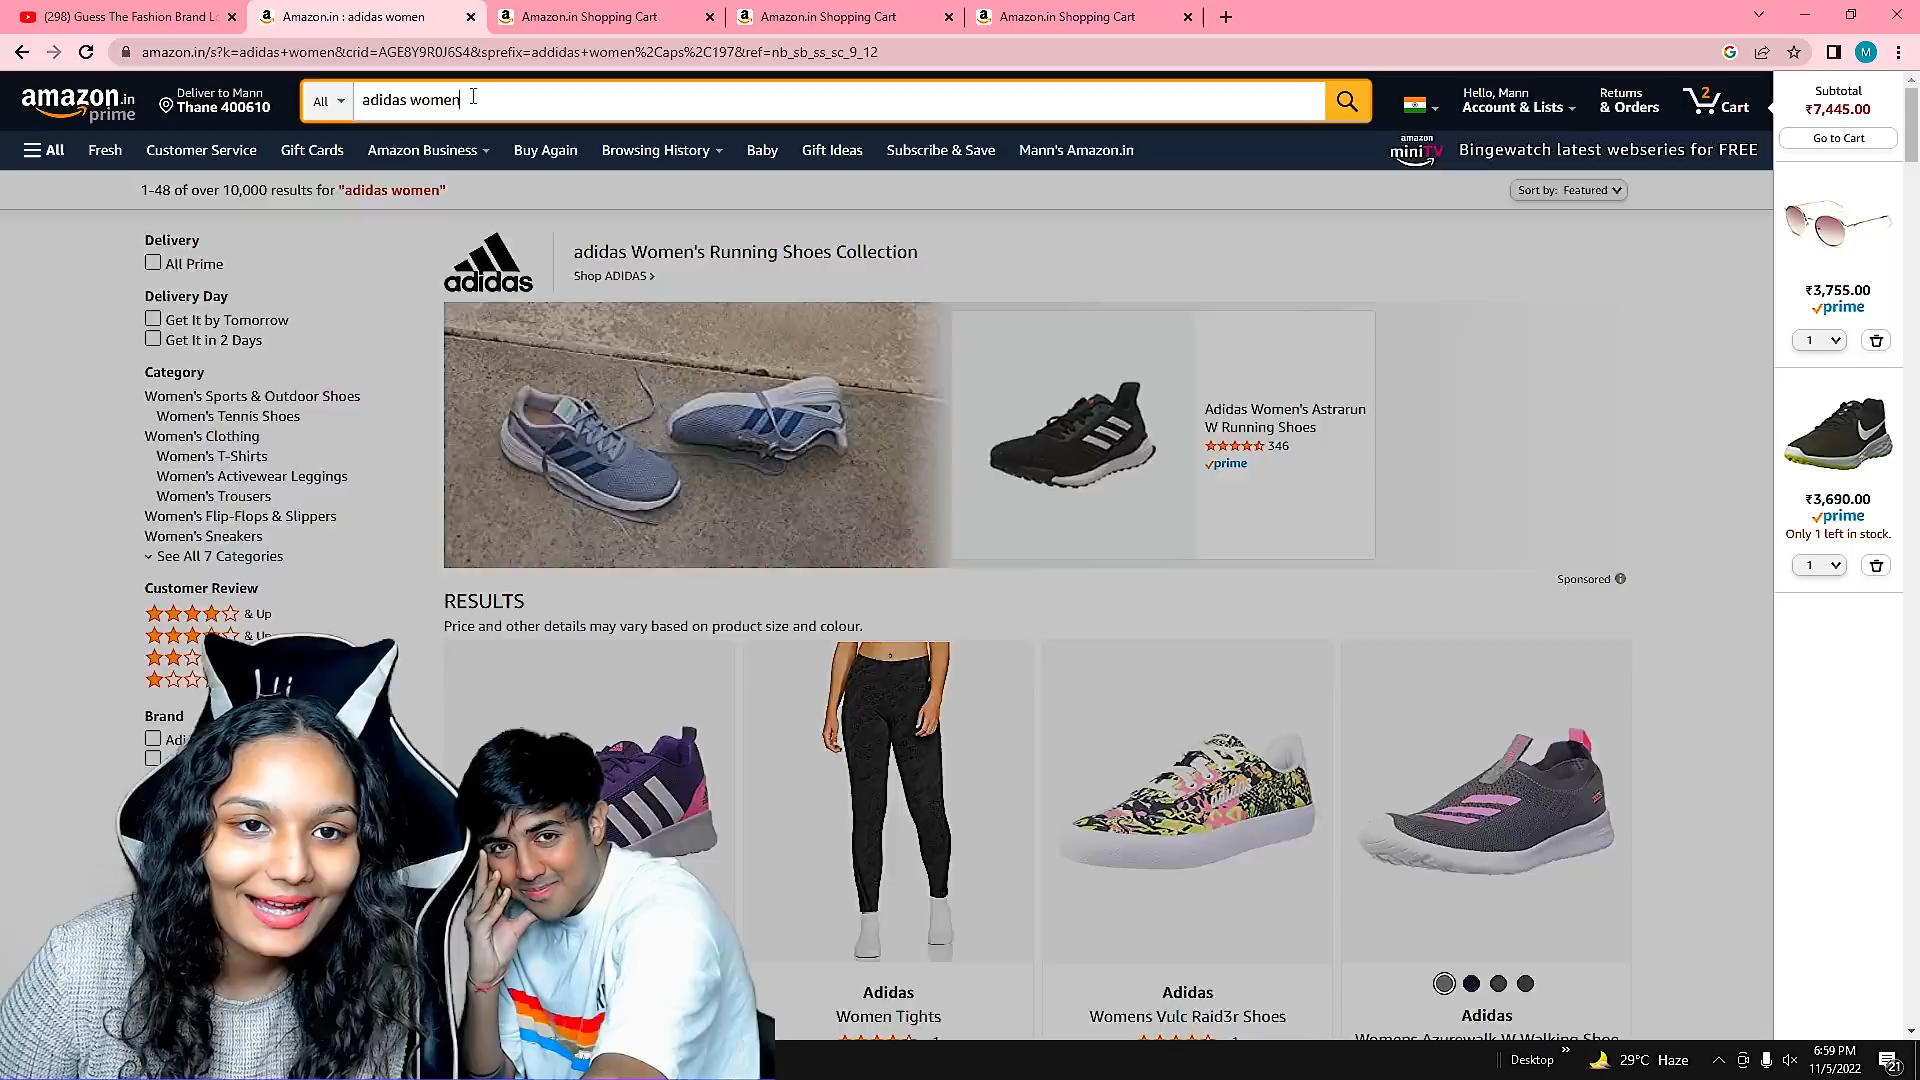 (298) Guess The Fashion Brand L
Amazon.in : adidas women
Amazon.in Shopping Cart
Amazon.in Shopping Cart
Amazon.in Shopping Cart
amazon.in/s?k=adidas+women&crid=AGE8Y9R0J6S4&sprefix=addidas+women%2Caps%2C197&ref=nb_sb_ss_sc_9_12
M
amazon.in
prime
Deliver to Mann
Thane 400610
All
adidas women
Hello, Mann
Account & Lists
Returns
& Orders
2
Cart
All
Fresh
Customer Service
Gift Cards
Amazon Business
Buy Again
Browsing History
Baby
Gift Ideas
Subscribe & Save
Mann's Amazon.in
amazon
miniTV
Bingewatch latest webseries for FREE
Subtotal
₹7,445.00
Go to Cart
₹3,755.00
prime
1
₹3,690.00
prime
Only 1 left in stock.
1
1-48 of over 10,000 results for "adidas women"
Sort by: Featured
Delivery
All Prime
Delivery Day
Get It by Tomorrow
Get It in 2 Days
Category
Women's Sports & Outdoor Shoes
Women's Tennis Shoes
Women's Clothing
Women's T-Shirts
Women's Activewear Leggings
Women's Trousers
Women's Flip-Flops & Slippers
Women's Sneakers
See All 7 Categories
Customer Review
& Up
& Up
Brand
Adi
adidas
adidas Women's Running Shoes Collection
Shop ADIDAS >
Adidas Women's Astrarun
W Running Shoes
346
prime
Sponsored
RESULTS
Price and other details may vary based on product size and colour.
Adidas
Women Tights
Adidas
Womens Vulc Raid3r Shoes
Adidas
Womens Azurewalk W Walking Shoe
1
1
Desktop
29°C Haze
6:59 PM
11/5/2022
21